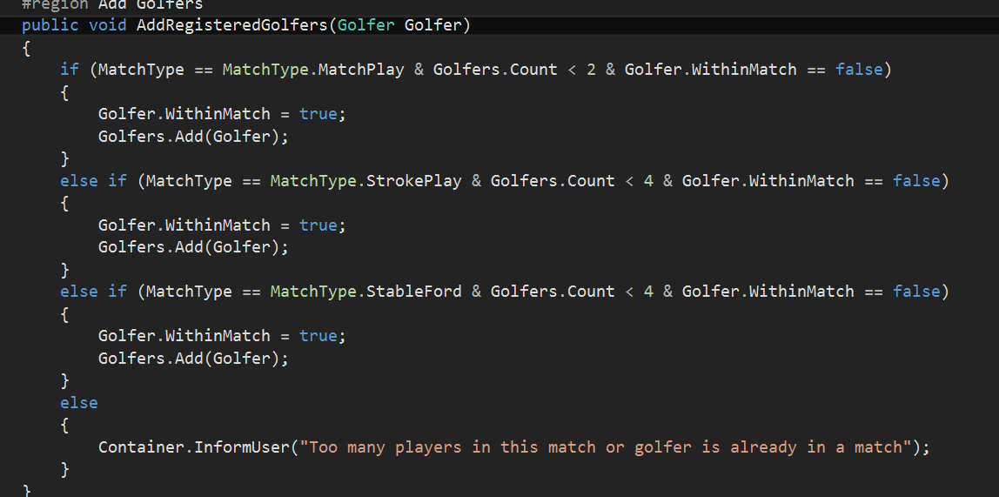 #region Add Golfers
public void AddRegisteredGolfers(Golfer Golfer)
{
    if (MatchType == MatchType.MatchPlay & Golfers.Count < 2 & Golfer.WithinMatch == false)
    {
        Golfer.WithinMatch = true;
        Golfers.Add(Golfer);
    }
    else if (MatchType == MatchType.StrokePlay & Golfers.Count < 4 & Golfer.WithinMatch == false)
    {
        Golfer.WithinMatch = true;
        Golfers.Add(Golfer);
    }
    else if (MatchType == MatchType.StableFord & Golfers.Count < 4 & Golfer.WithinMatch == false)
    {
        Golfer.WithinMatch = true;
        Golfers.Add(Golfer);
    }
    else
    {
        Container.InformUser("Too many players in this match or golfer is already in a match");
    }
}